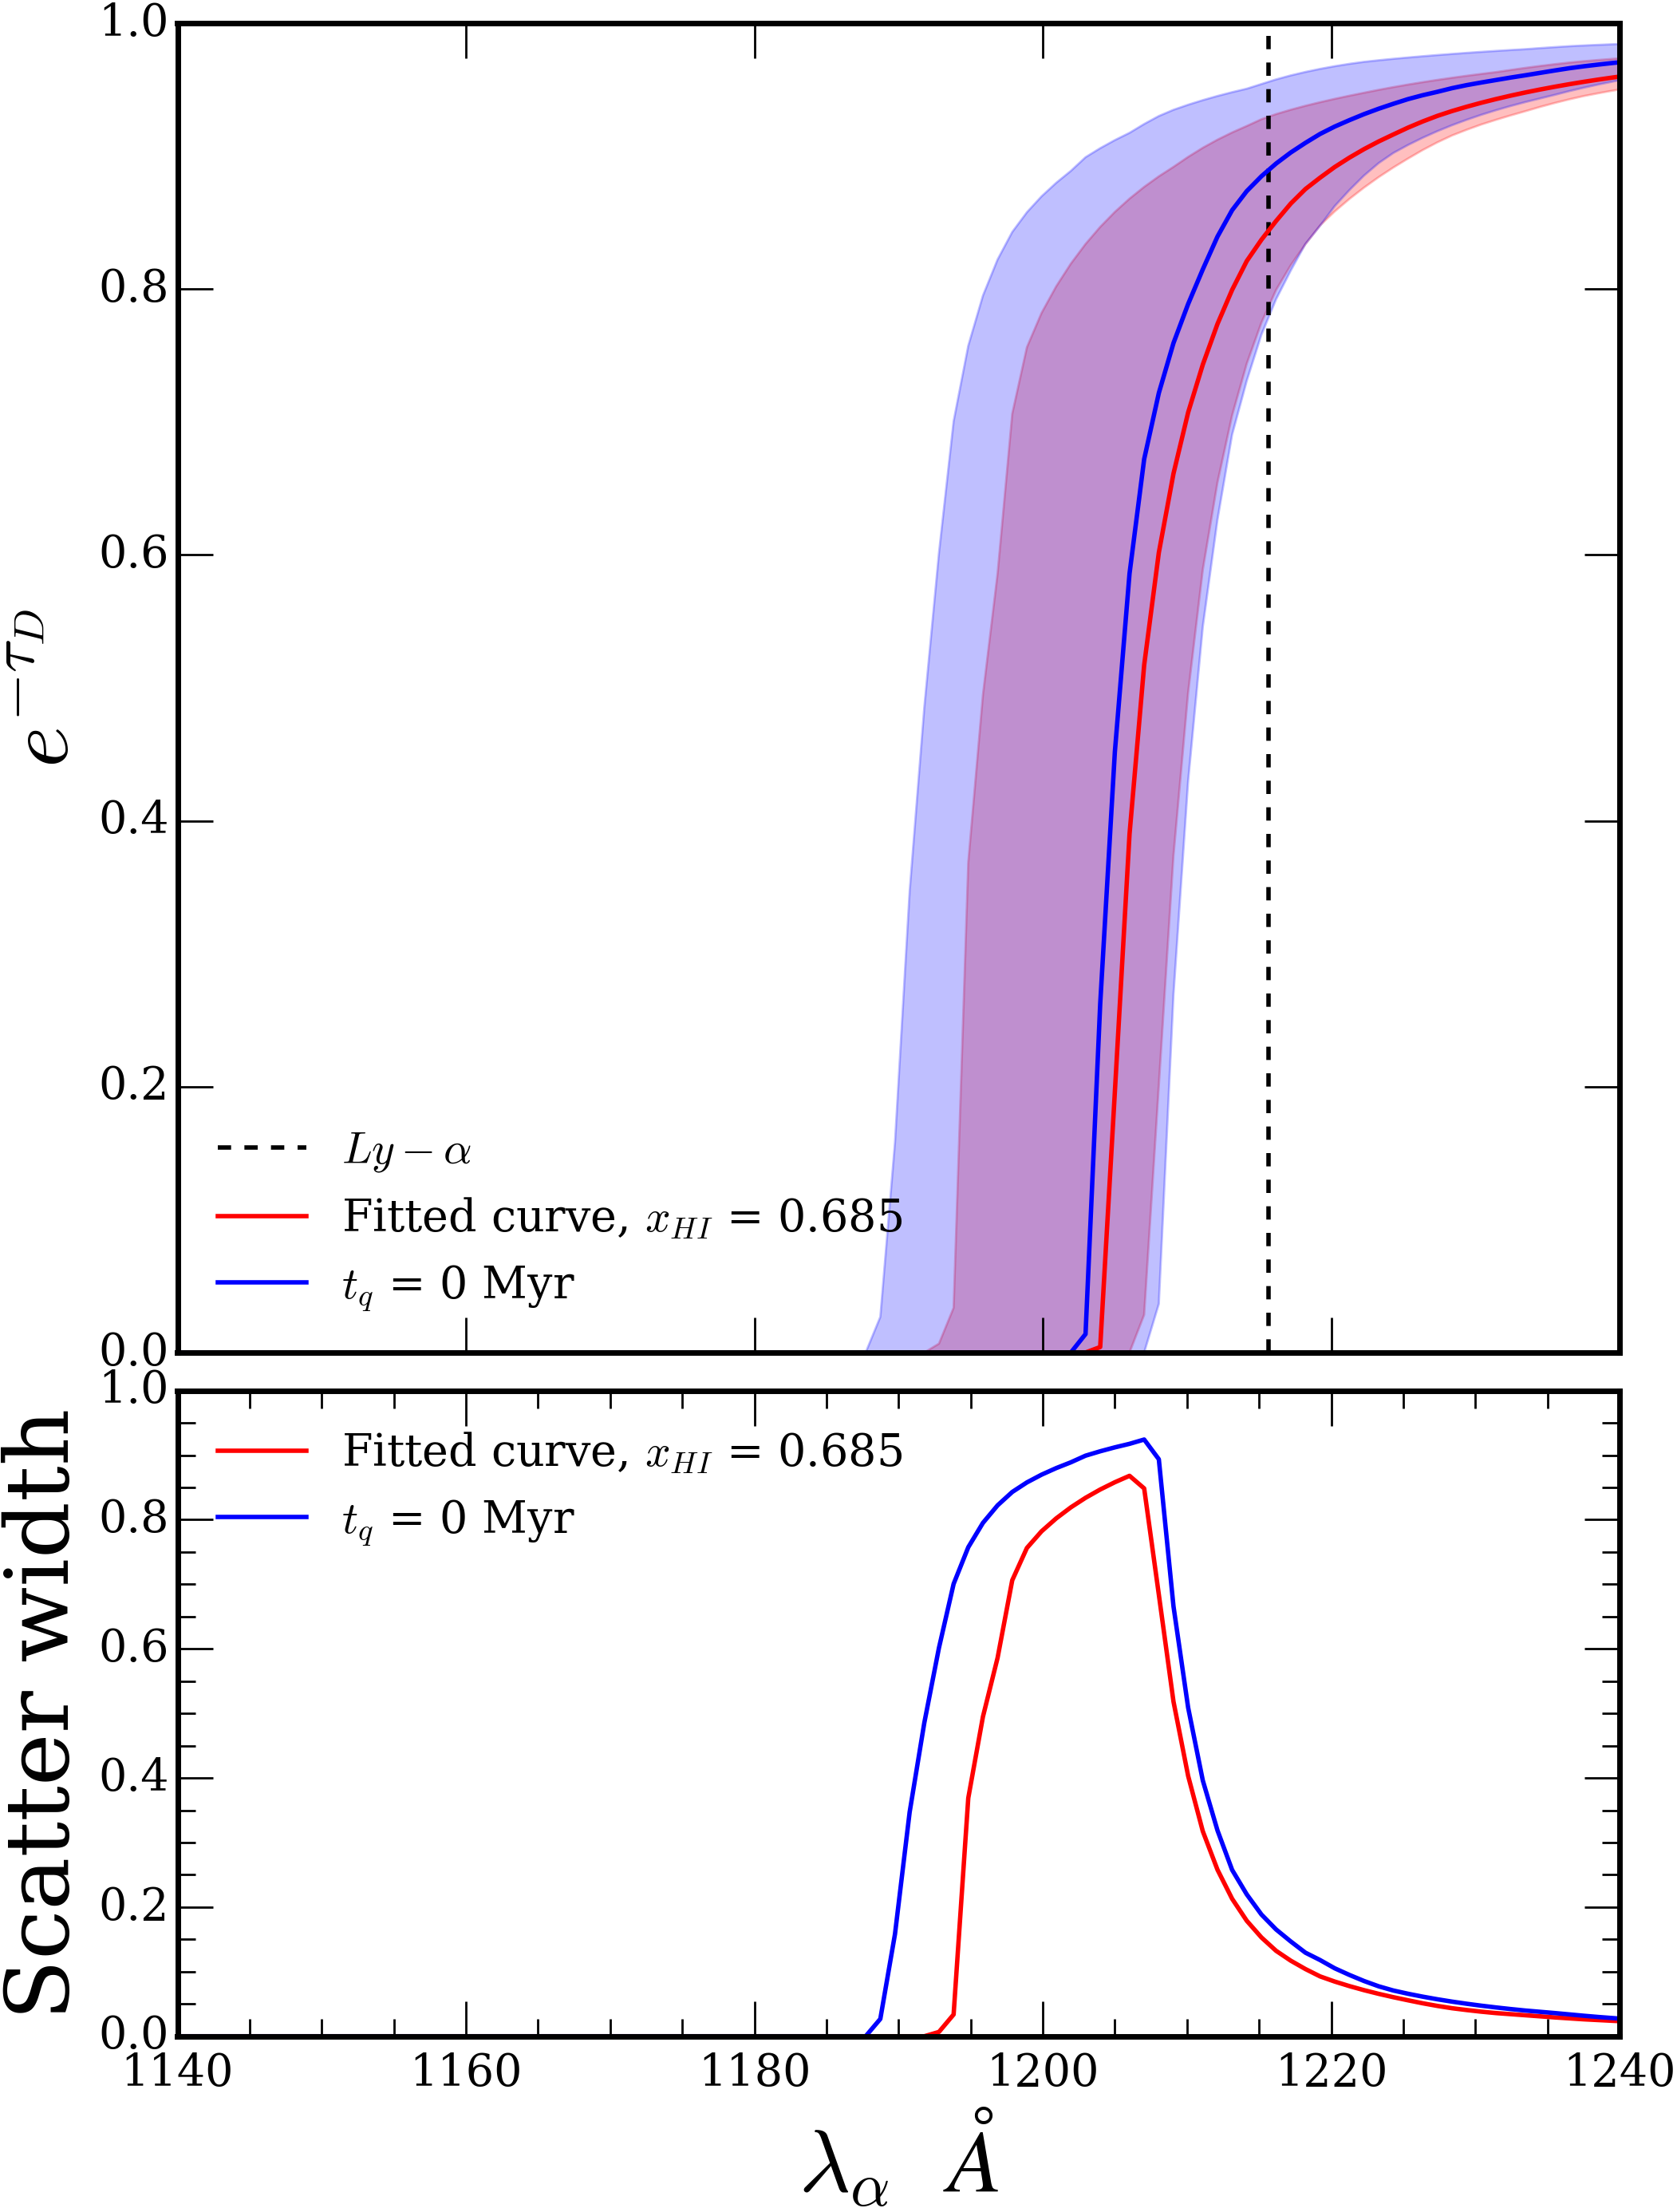 1.0
0.8
0.6
0.4
0.2
0.0
e^{-τ_D}
Ly − α
Fitted curve, x_{HI} = 0.685
t_q = 0 Myr
1.0
0.8
0.6
0.4
0.2
0.0
Scatter width
Fitted curve, x_{HI} = 0.685
t_q = 0 Myr
1140 1160 1180 1200 1220 1240
λ_α Å